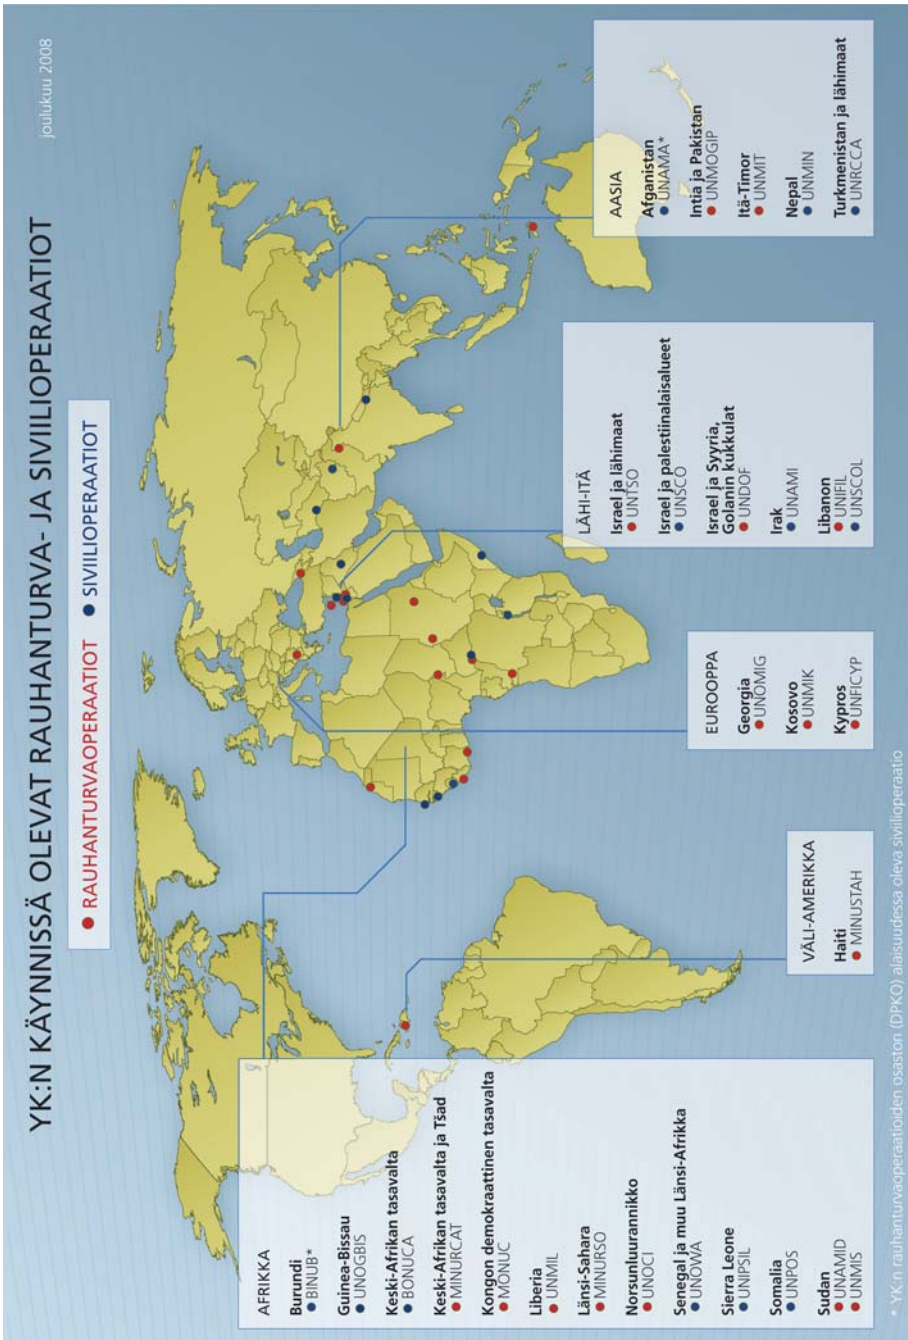 YK:N KÄYNNISSÄ OLEVAT RAUHANTURVA- JA SIVIILIOPERAATIOT
joulukuu 2008
● RAUHANTURVAOPERAATIOT ● SIVIILIOPERAATIOT
AFRIKKA
Burundi
● BINUB*
Guinea-Bissau
● UNOGBIS
Keski-Afrikan tasavalta
● BONUCA
Keski-Afrikan tasavalta ja Tšad
● MINURCAT
Kongon demokraattinen tasavalta
● MONUC
Liberia
● UNMIL
Länsi-Sahara
● MINURSO
Norsunluurannikko
● UNOCI
Senegal ja muu Länsi-Afrikka
● UNOWA
Sierra Leone
● UNIPSIL
Somalia
● UNPOS
Sudan
● UNAMID
● UNMIS
VÄLI-AMERIKKA
Haiti
● MINUSTAH
EUROOPPA
Georgia
● UNOMIG
Kosovo
● UNMIK
Kypros
● UNFICYP
LÄHI-ITÄ
Israel ja lähimaat
● UNTSO
Israel ja palestiinalaisalueet
● UNSCO
Israel ja Syyria,
Golanin kukkulat
● UNDOF
Irak
● UNAMI
Libanon
● UNIFIL
● UNSCOL
AASIA
Afganistan
● UNAMA*
Intia ja Pakistan
● UNMOGIP
Itä-Timor
● UNMIT
Nepal
● UNMIN
Turkmenistan ja lähimaat
● UNRCCA
* YK:n rauhanturvaoperaatioiden osaston (DPKO) alaisuudessa oleva siviilioperaatio